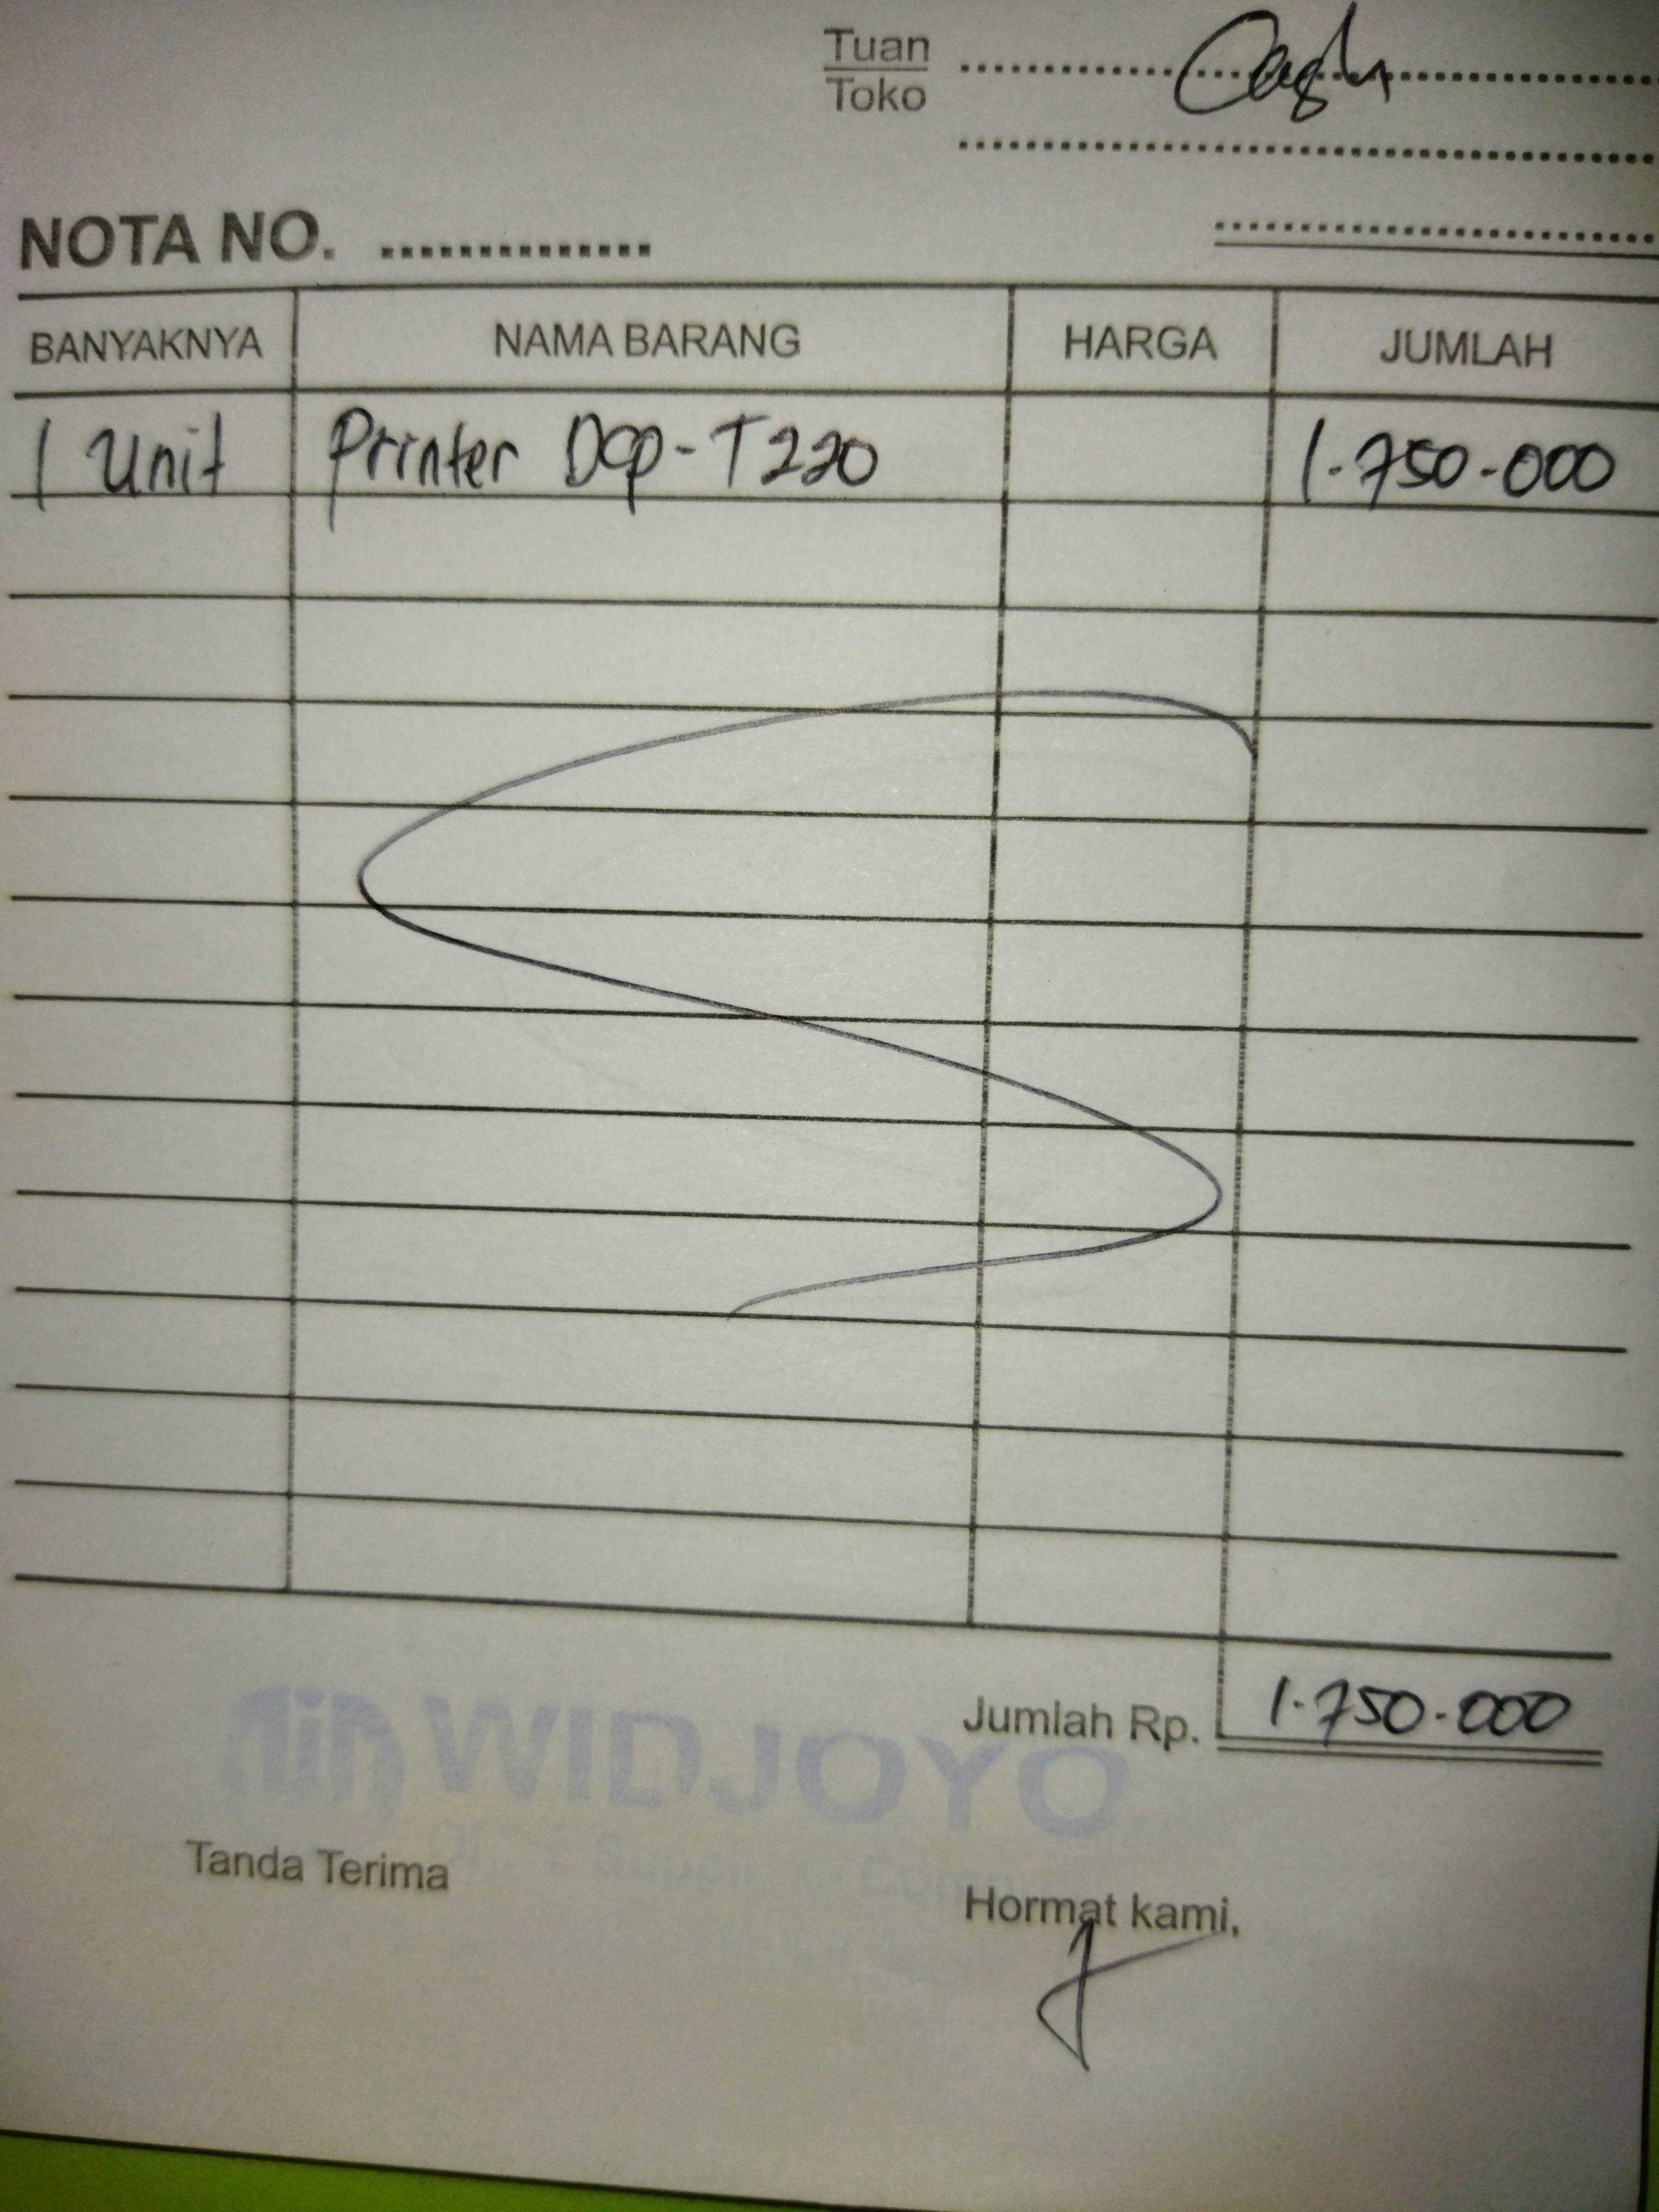 Tuan Cash
Toko
NOTA NO. ..............
BANYAKNYA NAMA BARANG HARGA JUMLAH
1 Unit Printer Dcp-T220 1.750.000
Jumlah Rp. 1.750.000
WIDJOYO
Tanda Terima
Hormat kami,